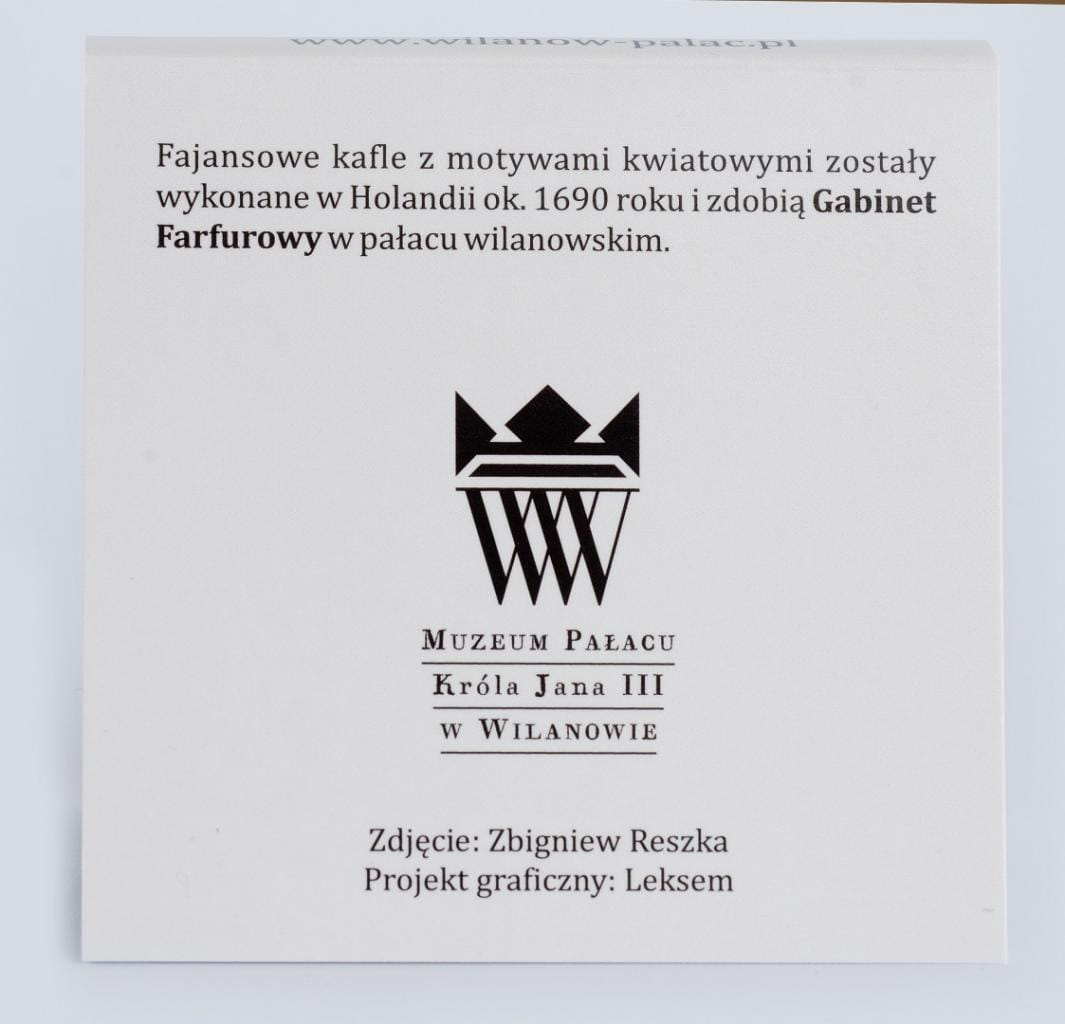 www.wilanow-palac.pl
Fajansowe kafle z motywami kwiatowymi zostały
wykonane w Holandii ok. 1690 roku i zdobią Gabinet
Farfurowy w pałacu wilanowskim.
Muzeum Pałacu
Króla Jana III
w Wilanowie
Zdjęcie: Zbigniew Reszka
Projekt graficzny: Leksem